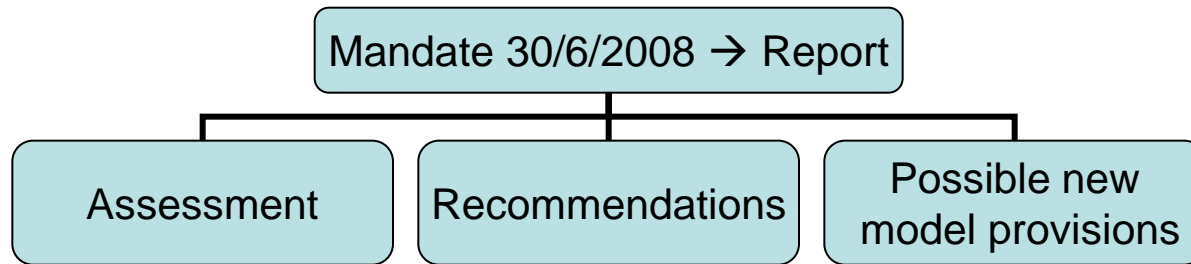 Mandate 30/6/2008 → Report
Assessment
Recommendations
Possible new
model provisions